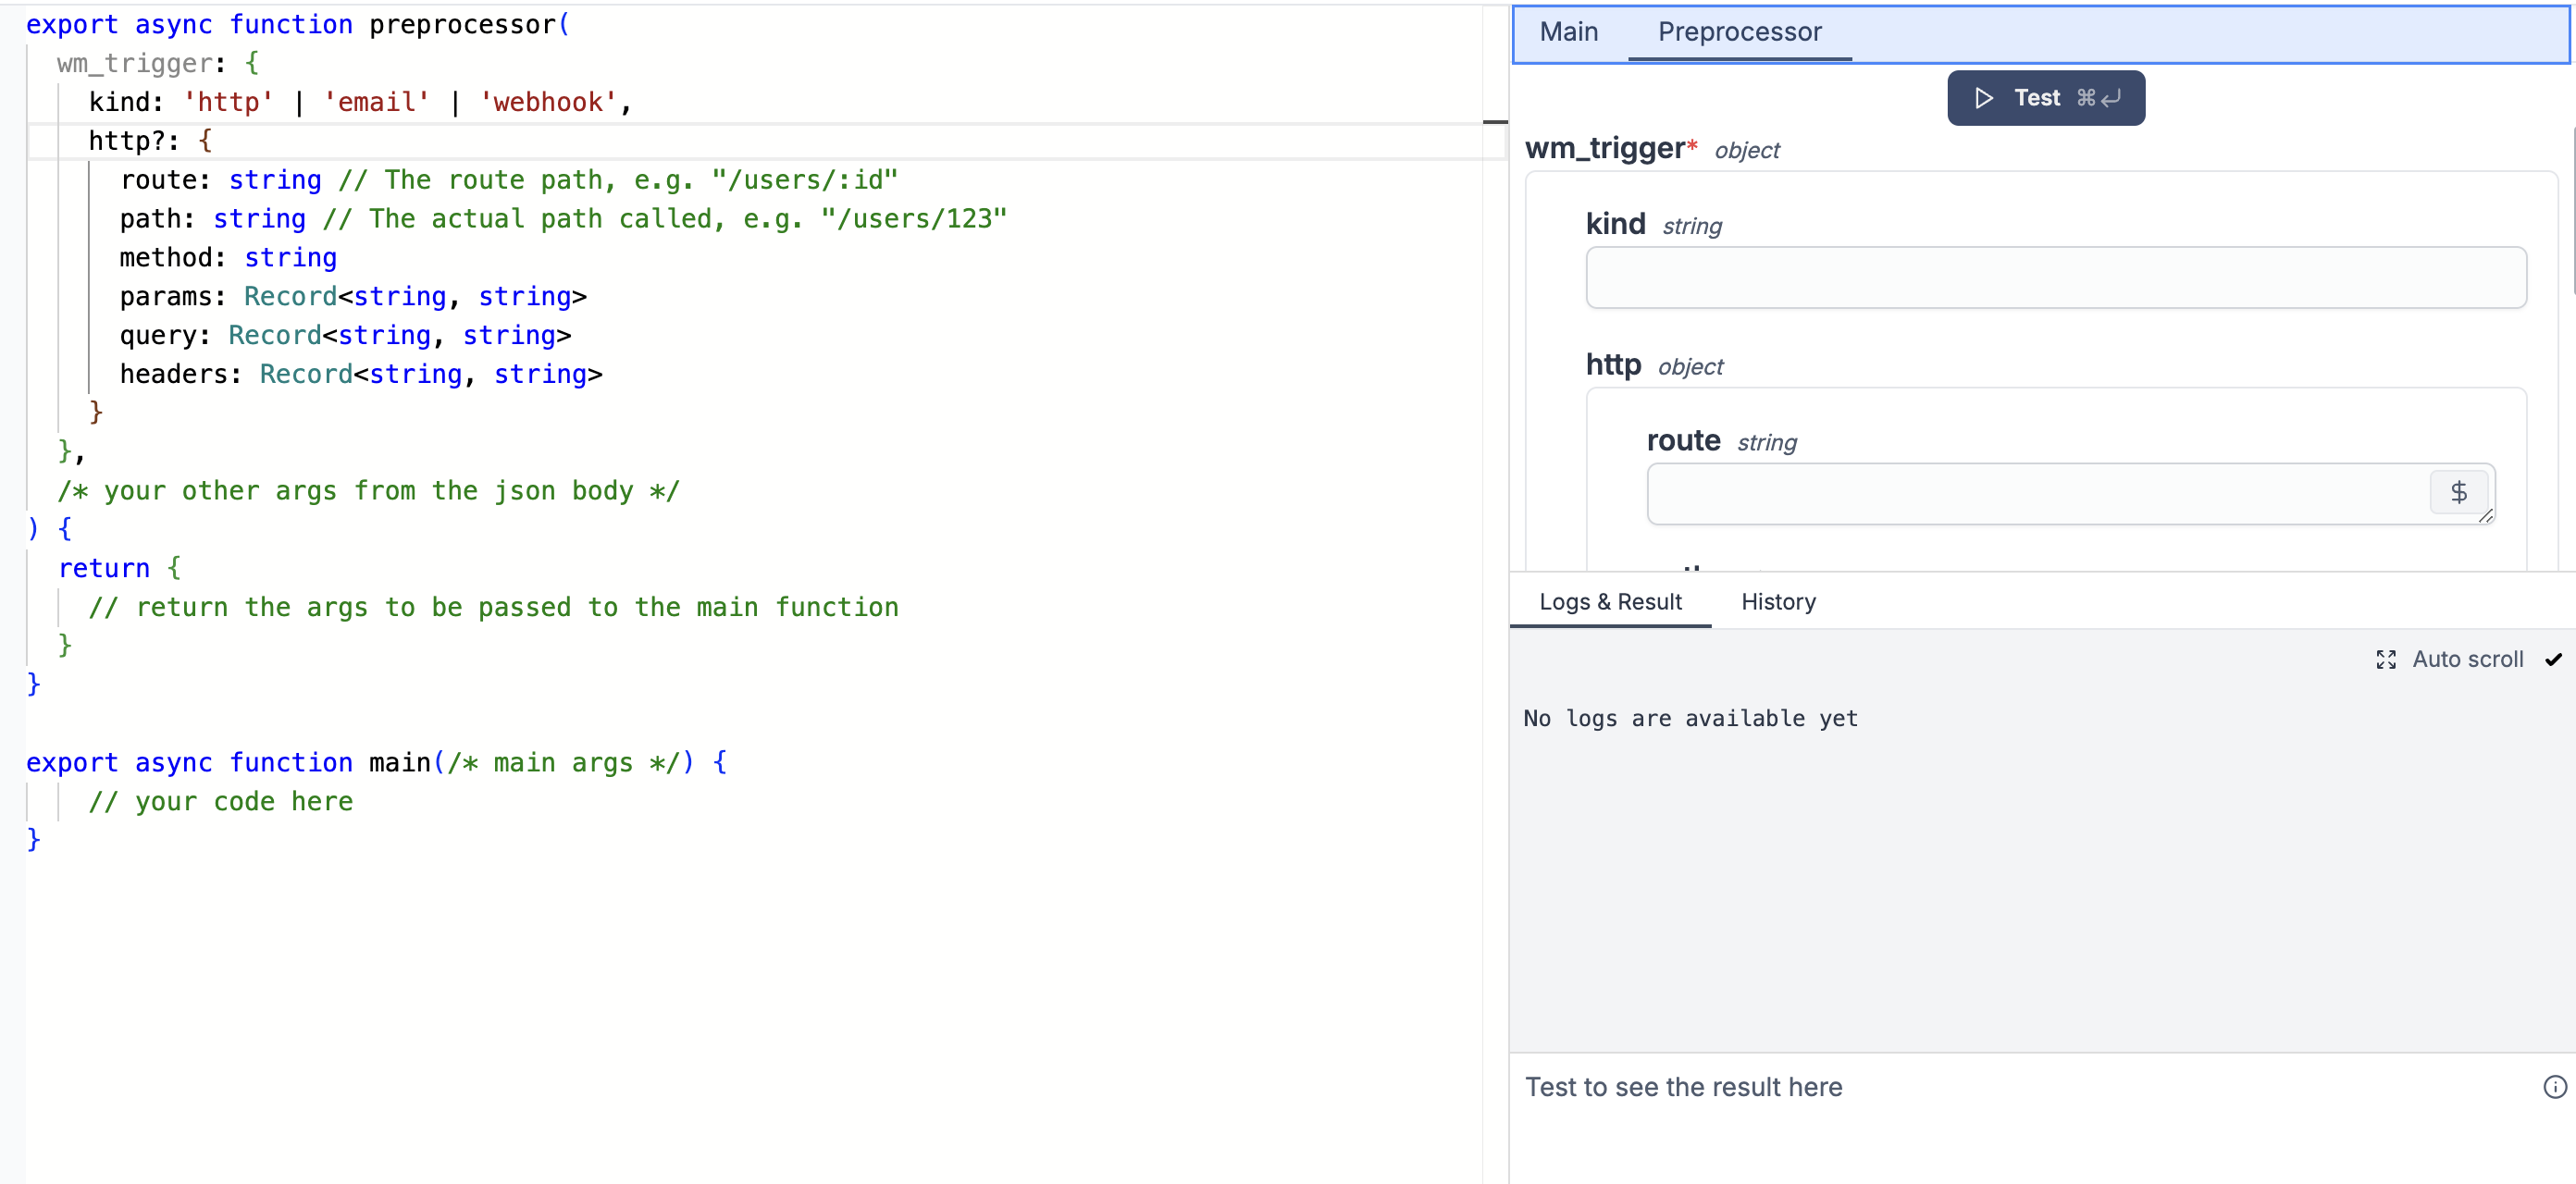 export async function preprocessor(
wm_trigger: {
kind: 'http' | 'email' | 'webhook',
http?: {
route: string // The route path, e.g. "/users/:id"
path: string // The actual path called, e.g. "/users/123"
method: string
params: Record<string, string>
query: Record<string, string>
headers: Record<string, string>
}
},
/* your other args from the json body */
) {
return {
// return the args to be passed to the main function
}
}
export async function main(/* main args */) {
// your code here
}
Main Preprocessor
Test ⌘
wm_trigger* object
kind string
http object
route string
$
Logs & Result History
Auto scroll
No logs are available yet
Test to see the result here